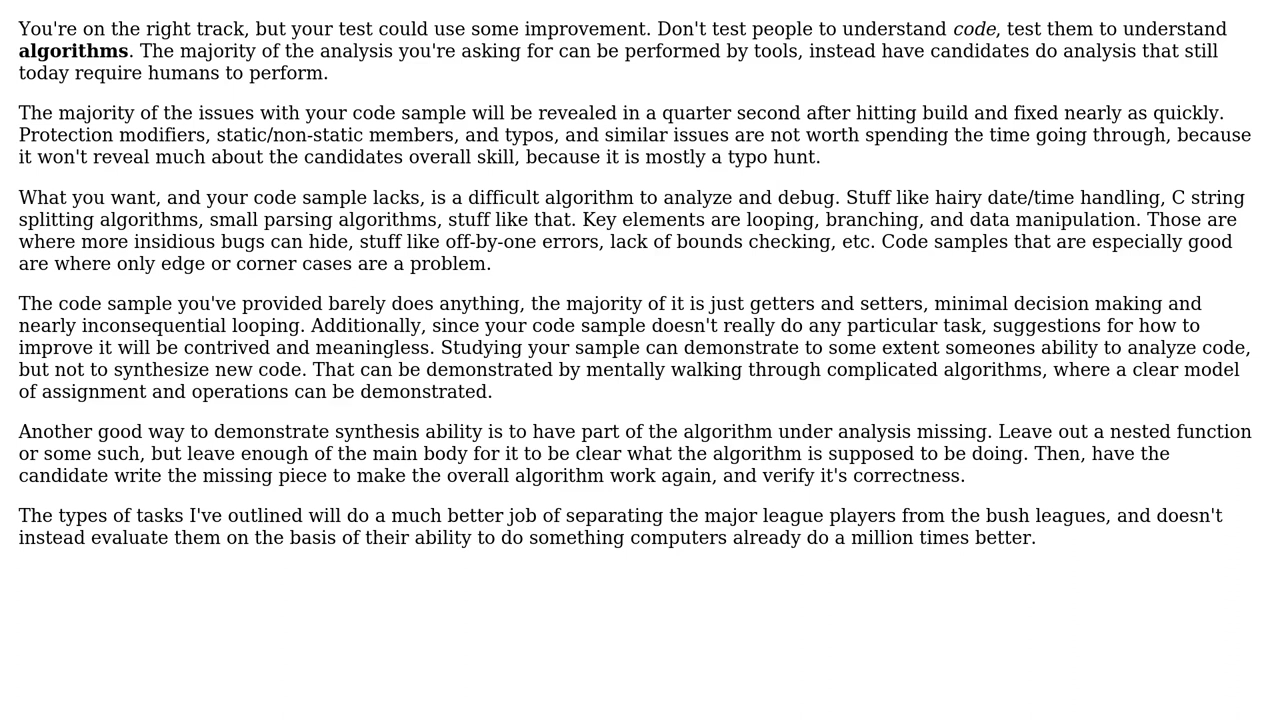 You're on the right track, but your test could use some improvement. Don't test people to understand code, test them to understand
algorithms. The majority of the analysis you're asking for can be performed by tools, instead have candidates do analysis that still
today require humans to perform.
The majority of the issues with your code sample will be revealed in a quarter second after hitting build and fixed nearly as quickly.
Protection modifiers, static/non-static members, and typos, and similar issues are not worth spending the time going through, because
it won't reveal much about the candidates overall skill, because it is mostly a typo hunt.
What you want, and your code sample lacks, is a difficult algorithm to analyze and debug. Stuff like hairy date/time handling, C string
splitting algorithms, small parsing algorithms, stuff like that. Key elements are looping, branching, and data manipulation. Those are
where more insidious bugs can hide, stuff like off-by-one errors, lack of bounds checking, etc. Code samples that are especially good
are where only edge or corner cases are a problem.
The code sample you've provided barely does anything, the majority of it is just getters and setters, minimal decision making and
nearly inconsequential looping. Additionally, since your code sample doesn't really do any particular task, suggestions for how to
improve it will be contrived and meaningless. Studying your sample can demonstrate to some extent someones ability to analyze code,
but not to synthesize new code. That can be demonstrated by mentally walking through complicated algorithms, where a clear model
of assignment and operations can be demonstrated.
Another good way to demonstrate synthesis ability is to have part of the algorithm under analysis missing. Leave out a nested function
or some such, but leave enough of the main body for it to be clear what the algorithm is supposed to be doing. Then, have the
candidate write the missing piece to make the overall algorithm work again, and verify it's correctness.
The types of tasks I've outlined will do a much better job of separating the major league players from the bush leagues, and doesn't
instead evaluate them on the basis of their ability to do something computers already do a million times better.